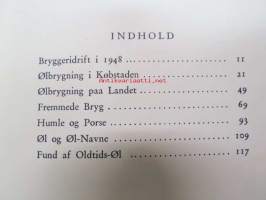 INDHOLD
Bryggeridrift i 1948 11
Ølbrygning i Købstaden 21
Ølbrygning paa Landet 49
Fremmede Bryg 69
Humle og Porse 93
Øl og Øl-Navne 109
Fund af Oldtids-Øl 117